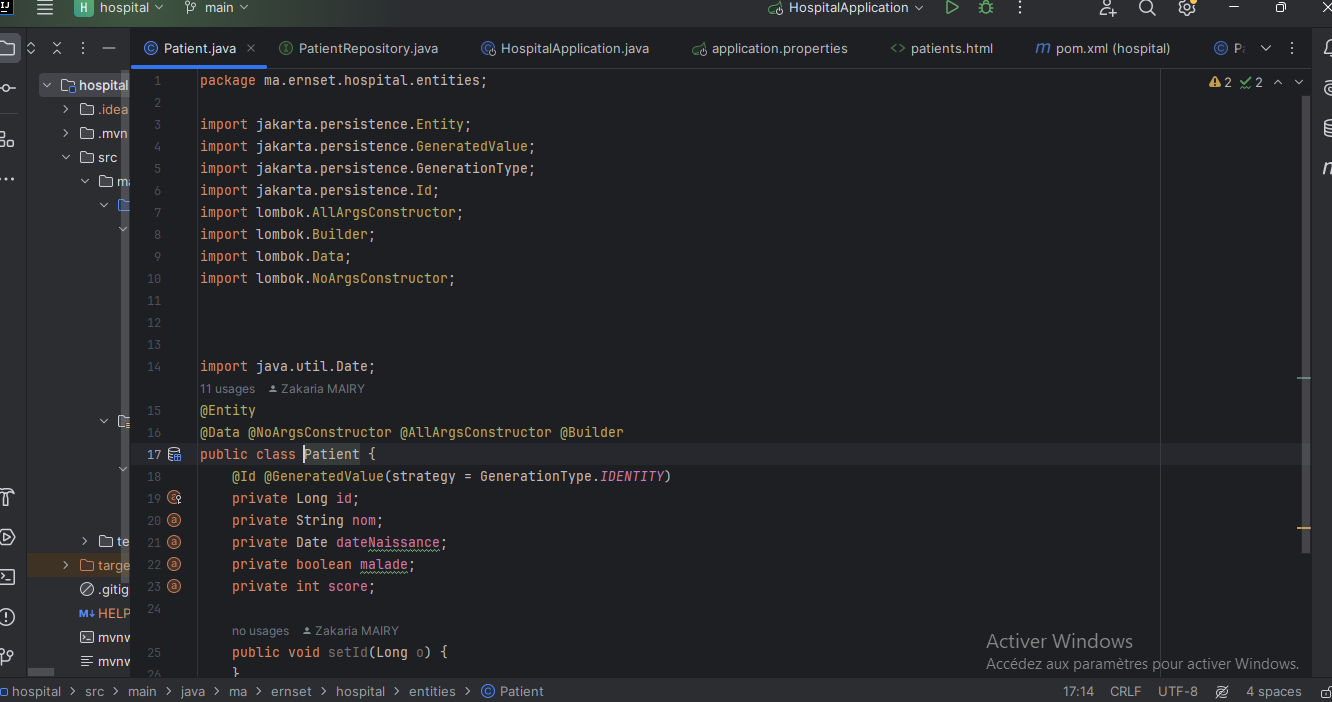 H hospital main HospitalApplication
Patient.java PatientRepository.java HospitalApplication.java application.properties patients.html pom.xml (hospital)
hospital
.idea
.mvn
src
targe
.gitig
HELP
mvnw
mvnw
2 2
1 package ma.ernset.hospital.entities;
2
3 import jakarta.persistence.Entity;
4 import jakarta.persistence.GeneratedValue;
5 import jakarta.persistence.GenerationType;
6 import jakarta.persistence.Id;
7 import lombok.AllArgsConstructor;
8 import lombok.Builder;
9 import lombok.Data;
10 import lombok.NoArgsConstructor;
11
12
13
14 import java.util.Date;
11 usages Zakaria MAIRY
15 @Entity
16 @Data @NoArgsConstructor @AllArgsConstructor @Builder
17 public class Patient {
18 @Id @GeneratedValue(strategy = GenerationType.IDENTITY)
19 private Long id;
20 private String nom;
21 private Date dateNaissance;
22 private boolean malade;
23 private int score;
24
no usages Zakaria MAIRY
25 public void setId(Long o) {
26 }
Activer Windows
Accédez aux paramètres pour activer Windows.
hospital > src > main > java > ma > ernset > hospital > entities > Patient 17:14 CRLF UTF-8 4 spaces